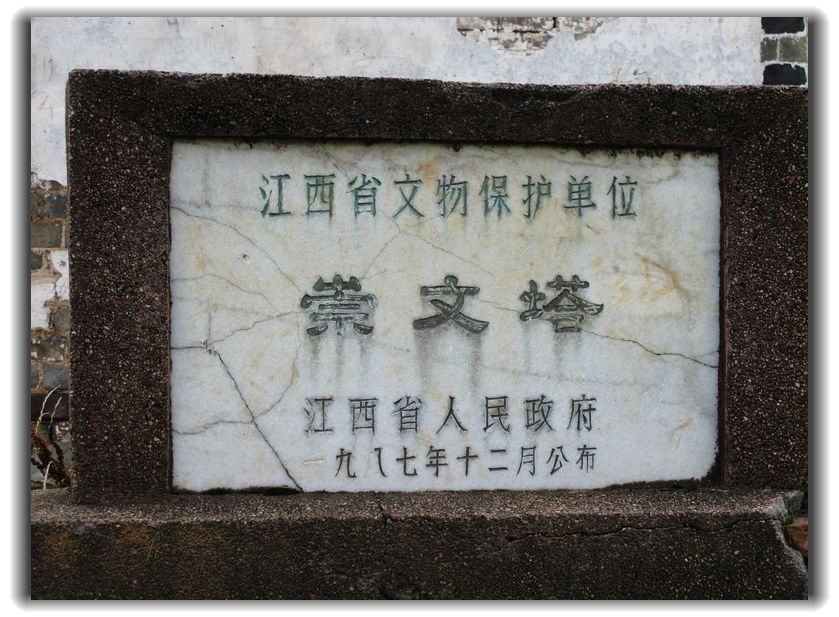 江西省文物保护单位
崇文塔
江西省人民政府
一九八七年十二月公布